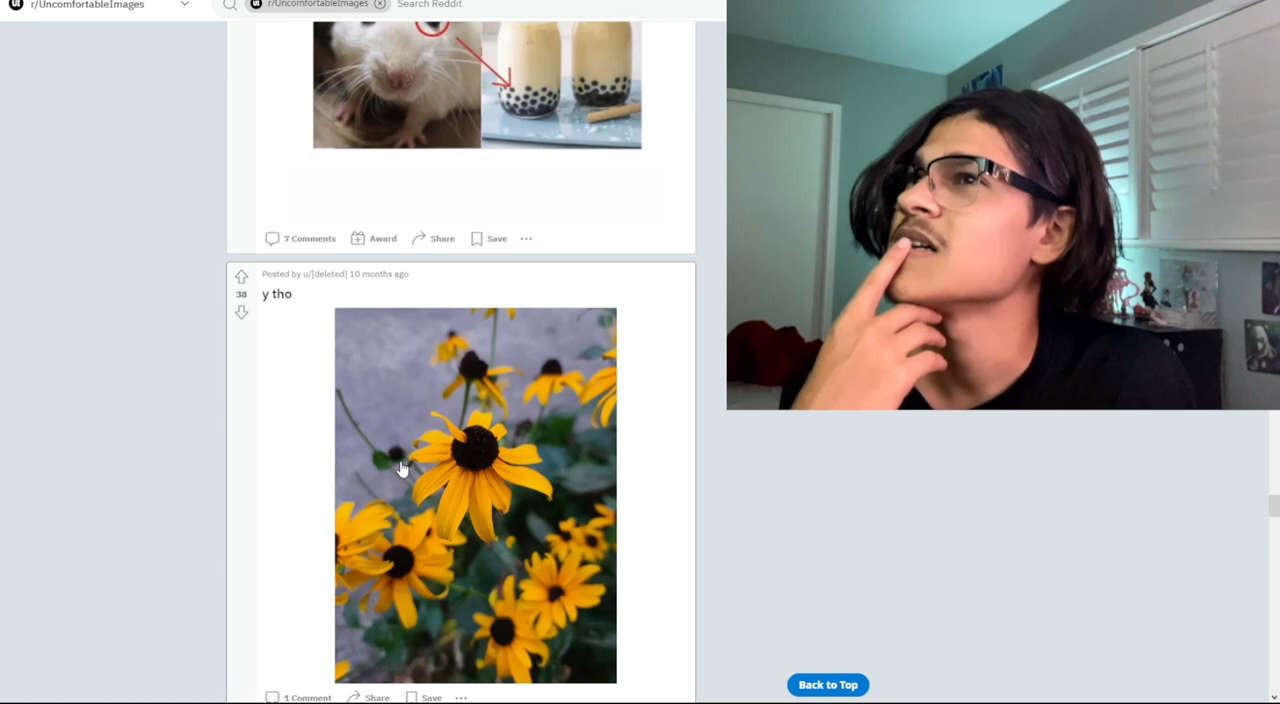 r/UncomfortableImages
r/UncomfortableImages Search Reddit
7 Comments Award Share Save
Posted by u/[deleted] 10 months ago
38
y tho
1 Comment Share Save
Back to Top